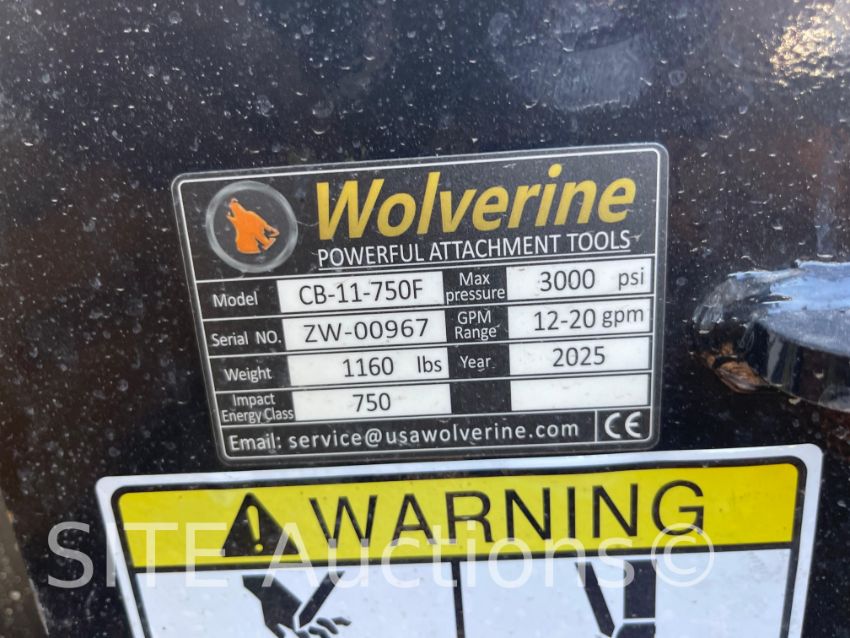 Wolverine
POWERFUL ATTACHMENT TOOLS
Model CB-11-750F Max pressure 3000 psi
Serial NO. ZW-00967 GPM Range 12-20 gpm
Weight 1160 lbs Year 2025
Impact Energy Class 750
Email: service@usawolverine.com CE
WARNING
SITE Auctions©